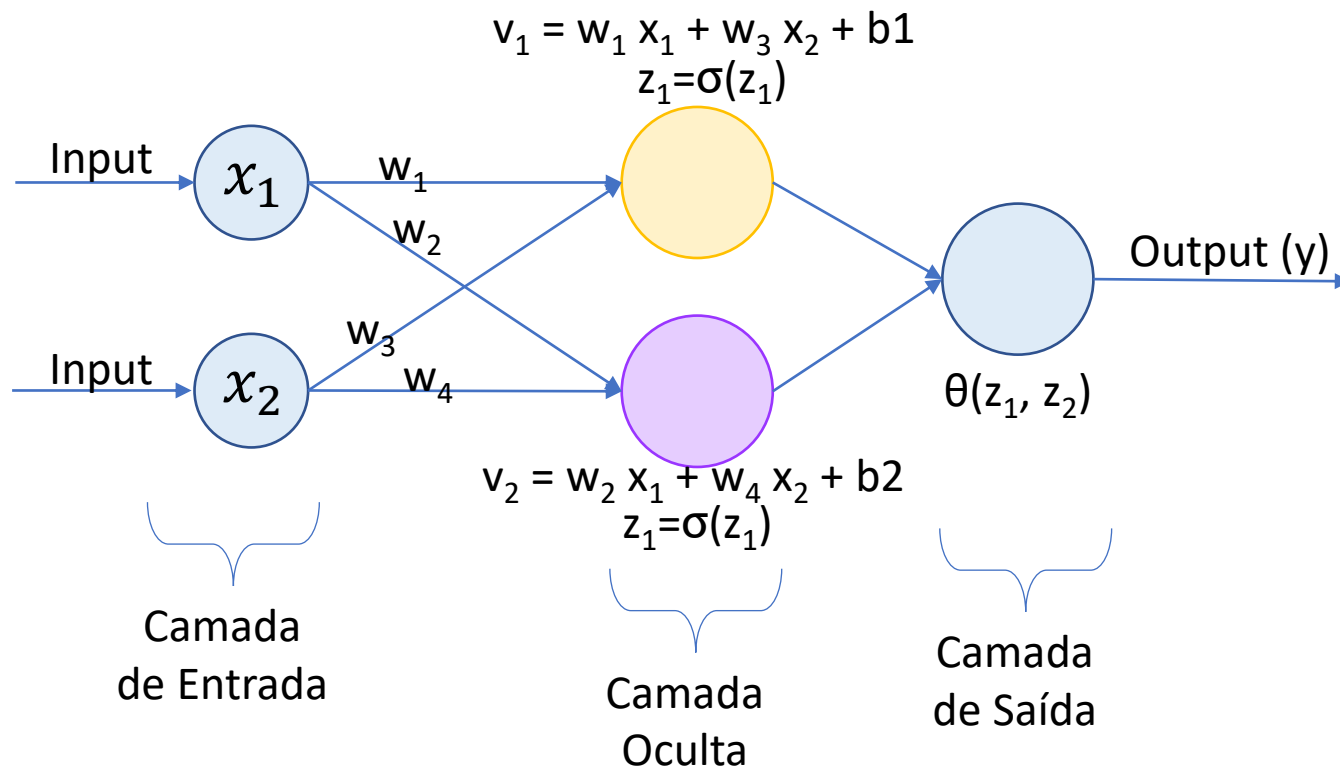 v₁ = w₁ x₁ + w₃ x₂ + b1
z₁=σ(z₁)
Input
x₁
w₁
w₂
Input
x₂
w₃
w₄
Output (y)
θ(z₁, z₂)
v₂ = w₂ x₁ + w₄ x₂ + b2
z₁=σ(z₁)
Camada
de Entrada
Camada
Oculta
Camada
de Saída